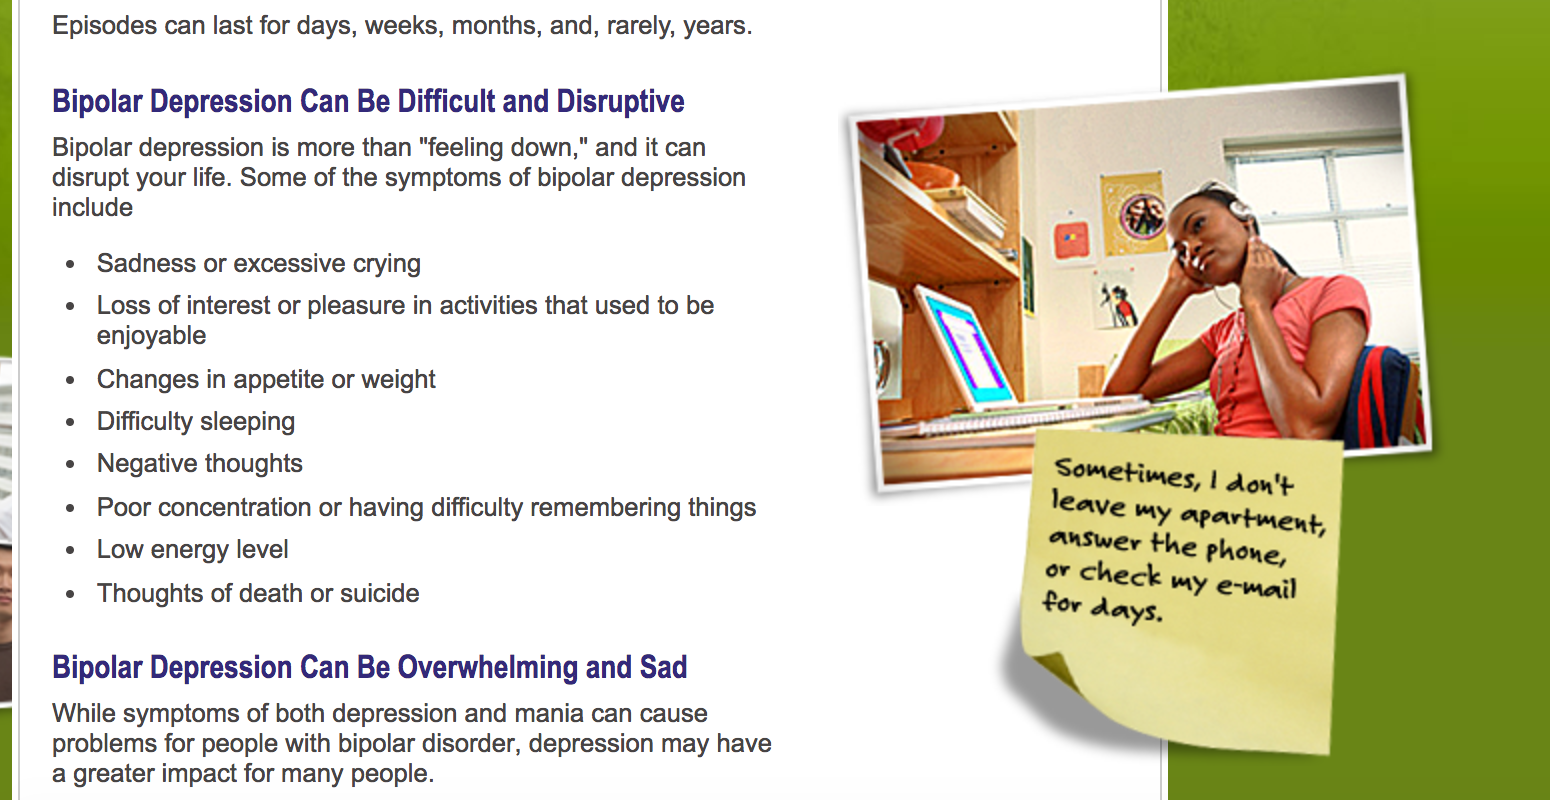 Episodes can last for days, weeks, months, and, rarely, years.
Bipolar Depression Can Be Difficult and Disruptive
Bipolar depression is more than "feeling down," and it can
disrupt your life. Some of the symptoms of bipolar depression
include
• Sadness or excessive crying
• Loss of interest or pleasure in activities that used to be
enjoyable
• Changes in appetite or weight
• Difficulty sleeping
• Negative thoughts
• Poor concentration or having difficulty remembering things
• Low energy level
• Thoughts of death or suicide
Bipolar Depression Can Be Overwhelming and Sad
While symptoms of both depression and mania can cause
problems for people with bipolar disorder, depression may have
a greater impact for many people.
Sometimes, I don't
leave my apartment,
answer the phone,
or check my e-mail
for days.